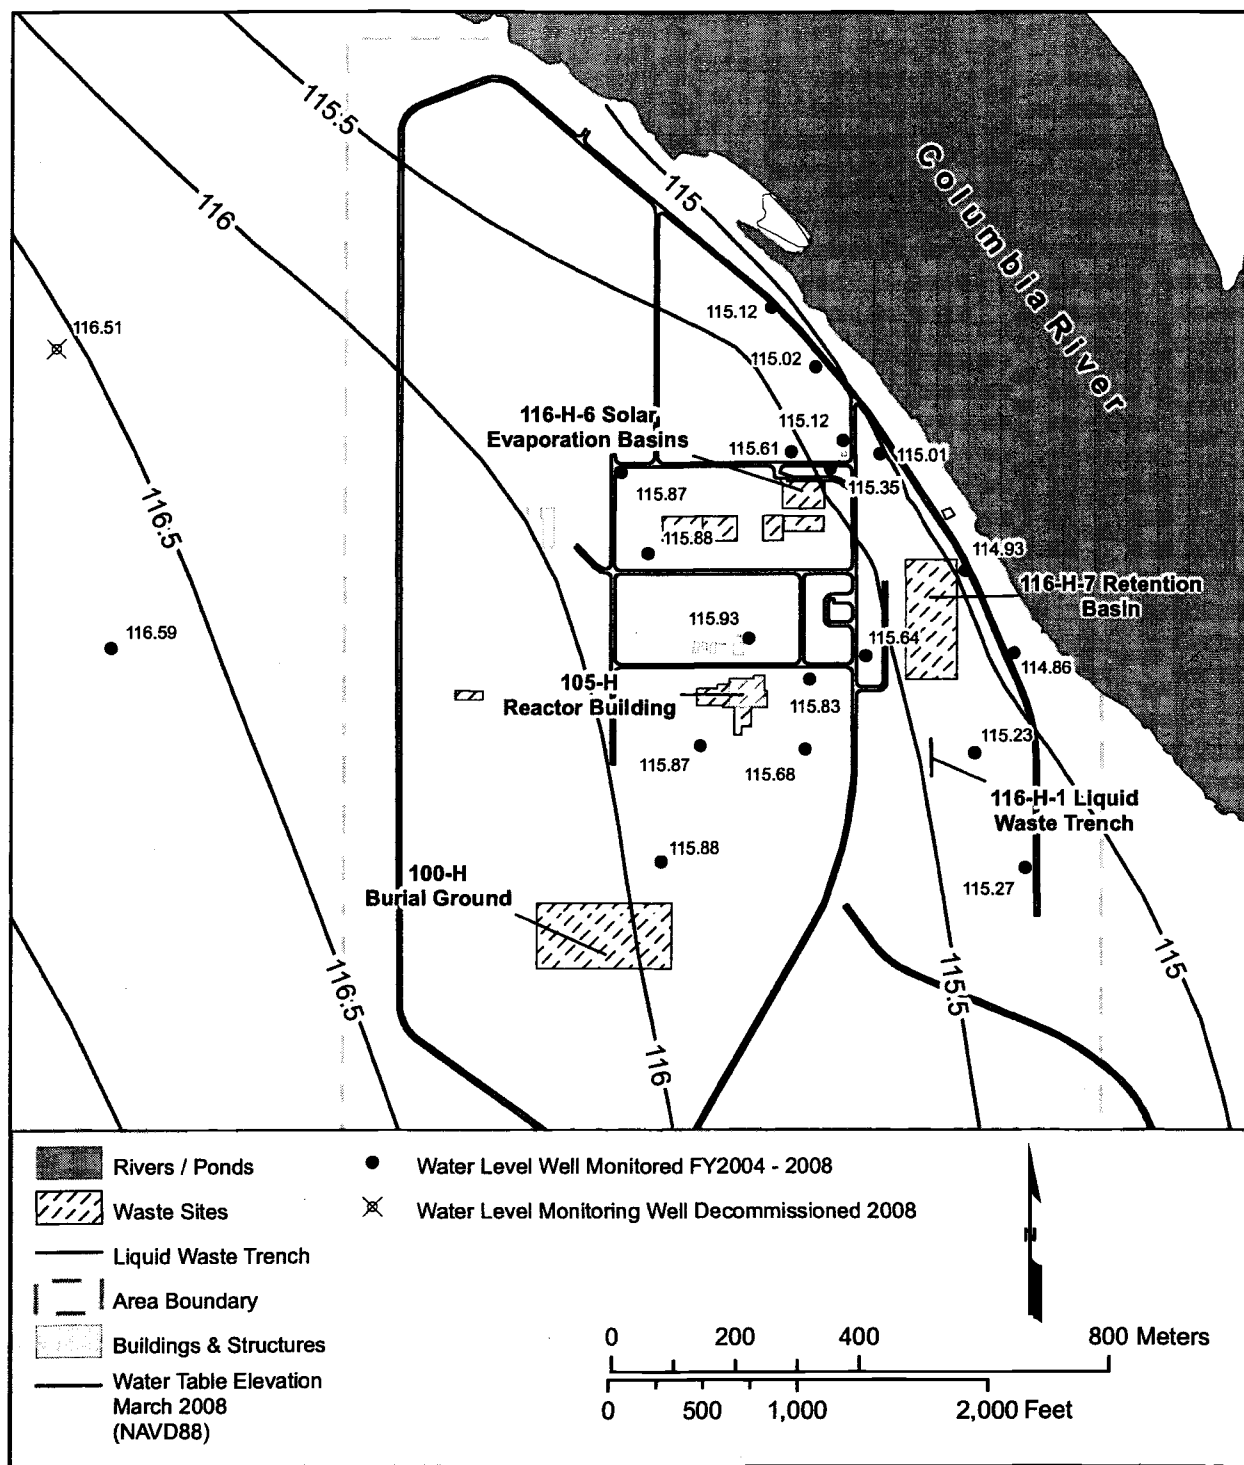 115.5
116
115
Columbia River
116.51
115.12
115.02
116-H-6 Solar
Evaporation Basins
115.12
115.61
115.01
115.35
115.87
116.5
115.88
114.93
116-H-7 Retention
Basin
115.93
116.59
115.64
114.86
105-H
Reactor Building
115.83
115.23
115.87
115.68
116-H-1 Liquid
Waste Trench
115.88
100-H
Burial Ground
115.27
116.5
115.5
115
116
Rivers / Ponds
Waste Sites
Liquid Waste Trench
Area Boundary
Buildings & Structures
Water Table Elevation
March 2008
(NAVD88)
Water Level Well Monitored FY2004 - 2008
Water Level Monitoring Well Decommissioned 2008
N
0 200 400 800 Meters
0 500 1,000 2,000 Feet